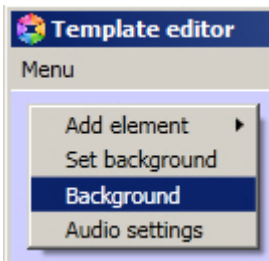 Template editor
Menu
Add element
Set background
Background
Audio settings